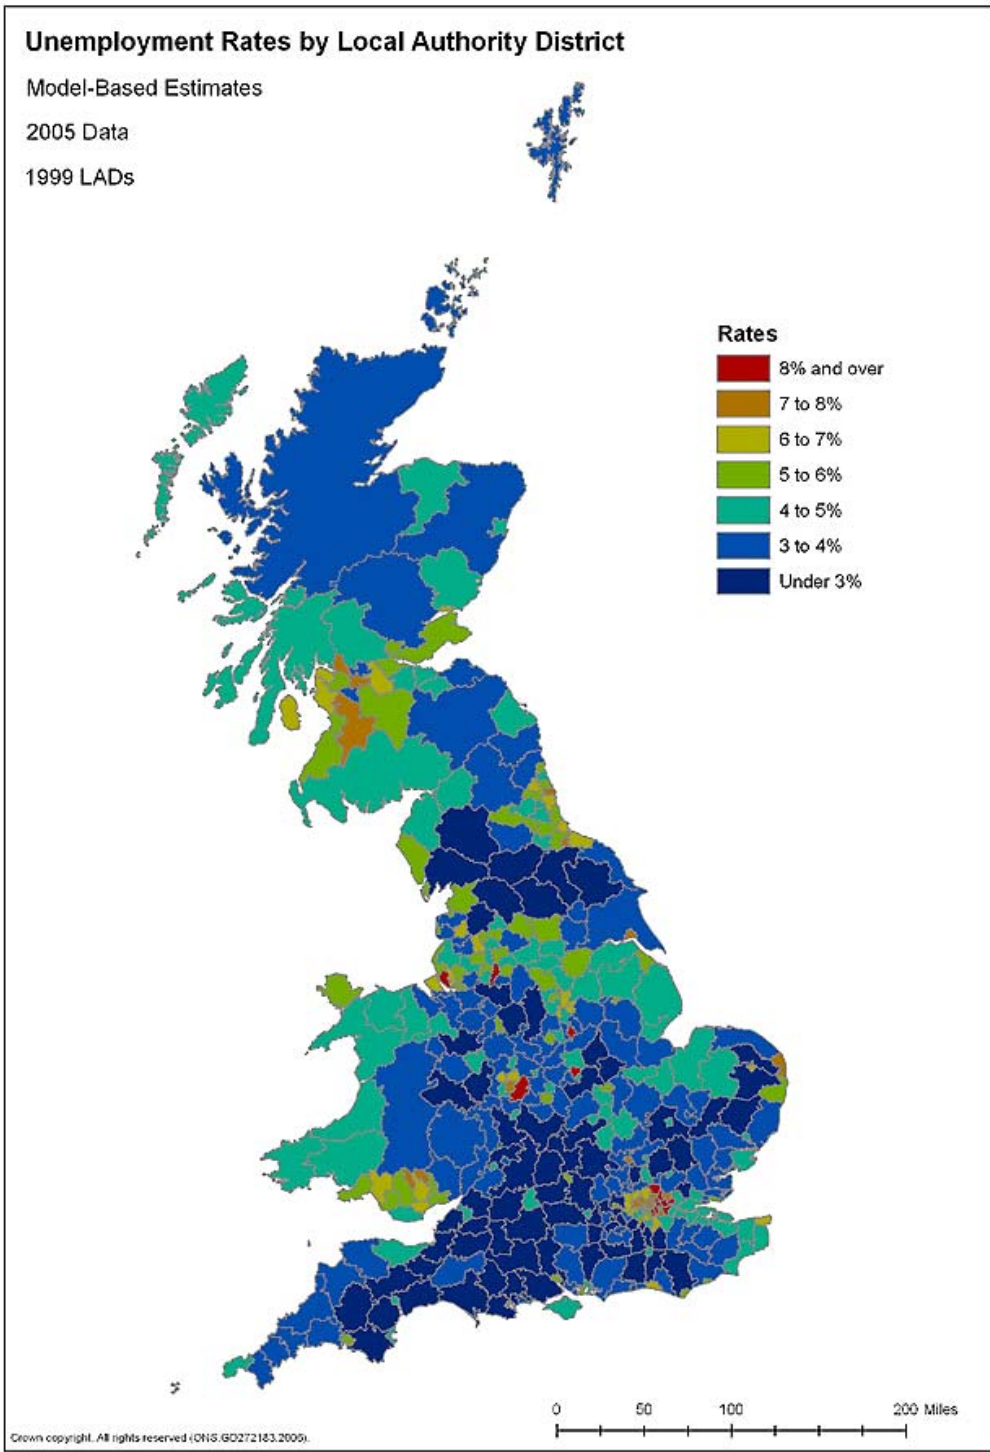 Unemployment Rates by Local Authority District
Model-Based Estimates
2005 Data
1999 LADs
Rates
8% and over
7 to 8%
6 to 7%
5 to 6%
4 to 5%
3 to 4%
Under 3%
0 50 100 200 Miles
Crown copyright. All rights reserved (ONS.GD272183.2006).